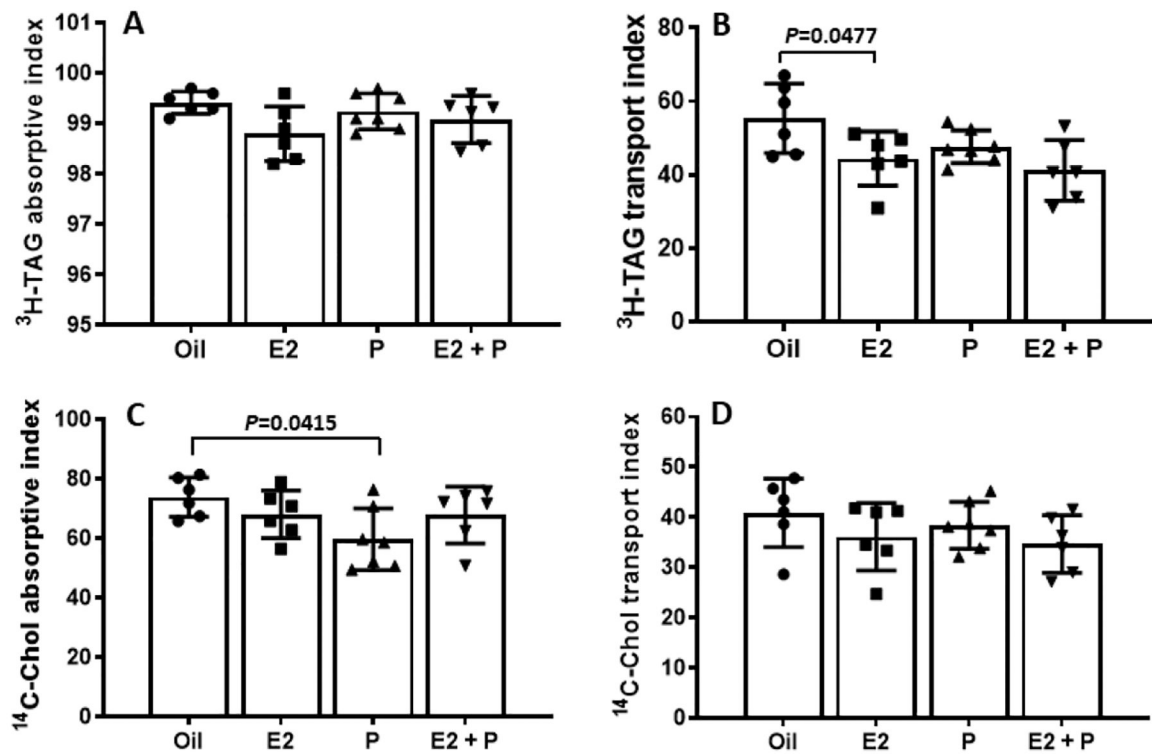 A
³H-TAG absorptive index
101
100
99
98
97
96
95
Oil E2 P E2 + P
B
P=0.0477
³H-TAG transport index
80
60
40
20
0
Oil E2 P E2 + P
C
P=0.0415
¹⁴C-Chol absorptive index
100
80
60
40
20
0
Oil E2 P E2 + P
D
¹⁴C-Chol transport index
60
50
40
30
20
10
0
Oil E2 P E2 + P